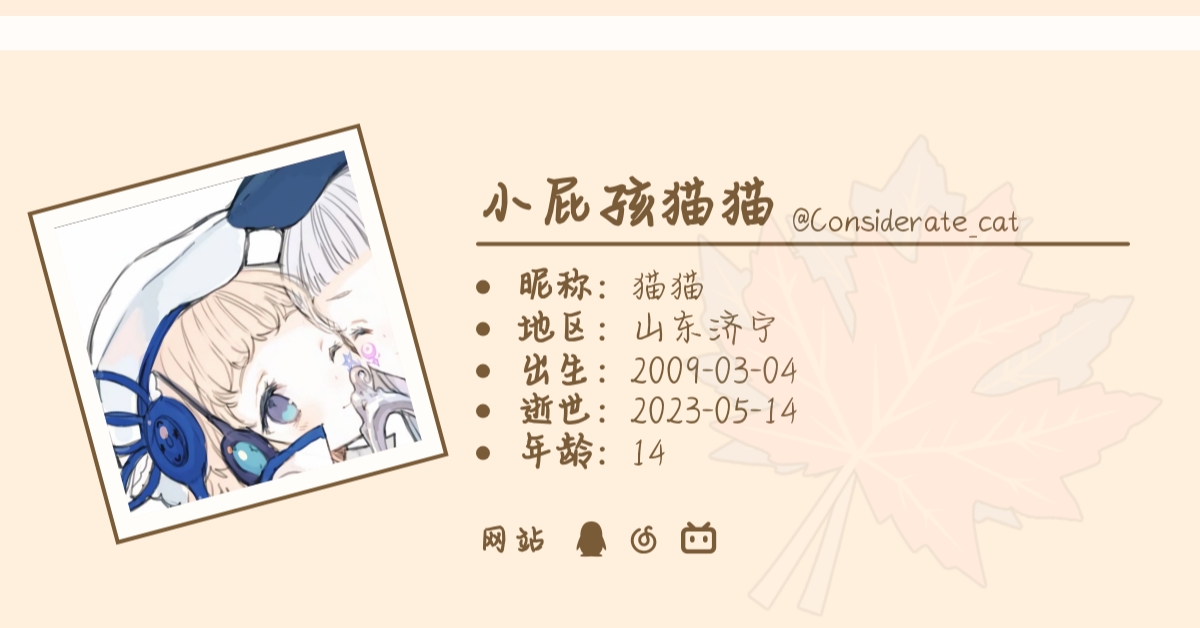 小屁孩猫猫 @Considerate_cat
昵称：猫猫
地区：山东济宁
出生：2009-03-04
逝世：2023-05-14
年龄：14
网站